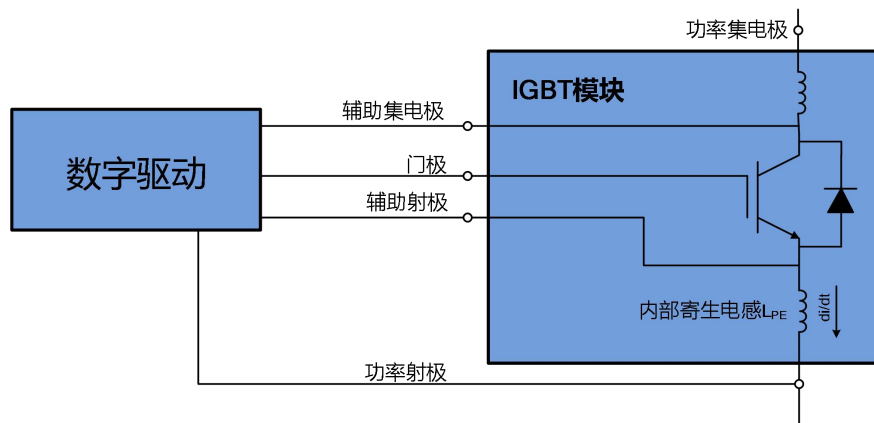 功率集电极
IGBT模块
辅助集电极
数字驱动
门极
辅助射极
内部寄生电感LPE
di/dt
功率射极